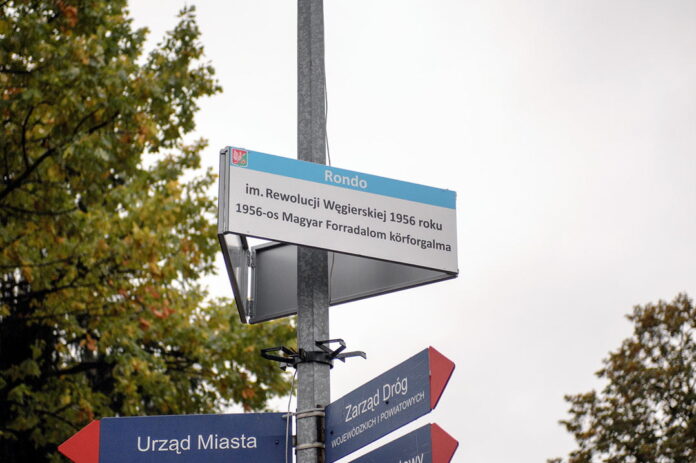 Rondo
im. Rewolucji Węgierskiej 1956 roku
1956-os Magyar Forradalom körforgalma
Urząd Miasta
Zarząd Dróg
WOJEWÓDZKICH I POWIATOWYCH